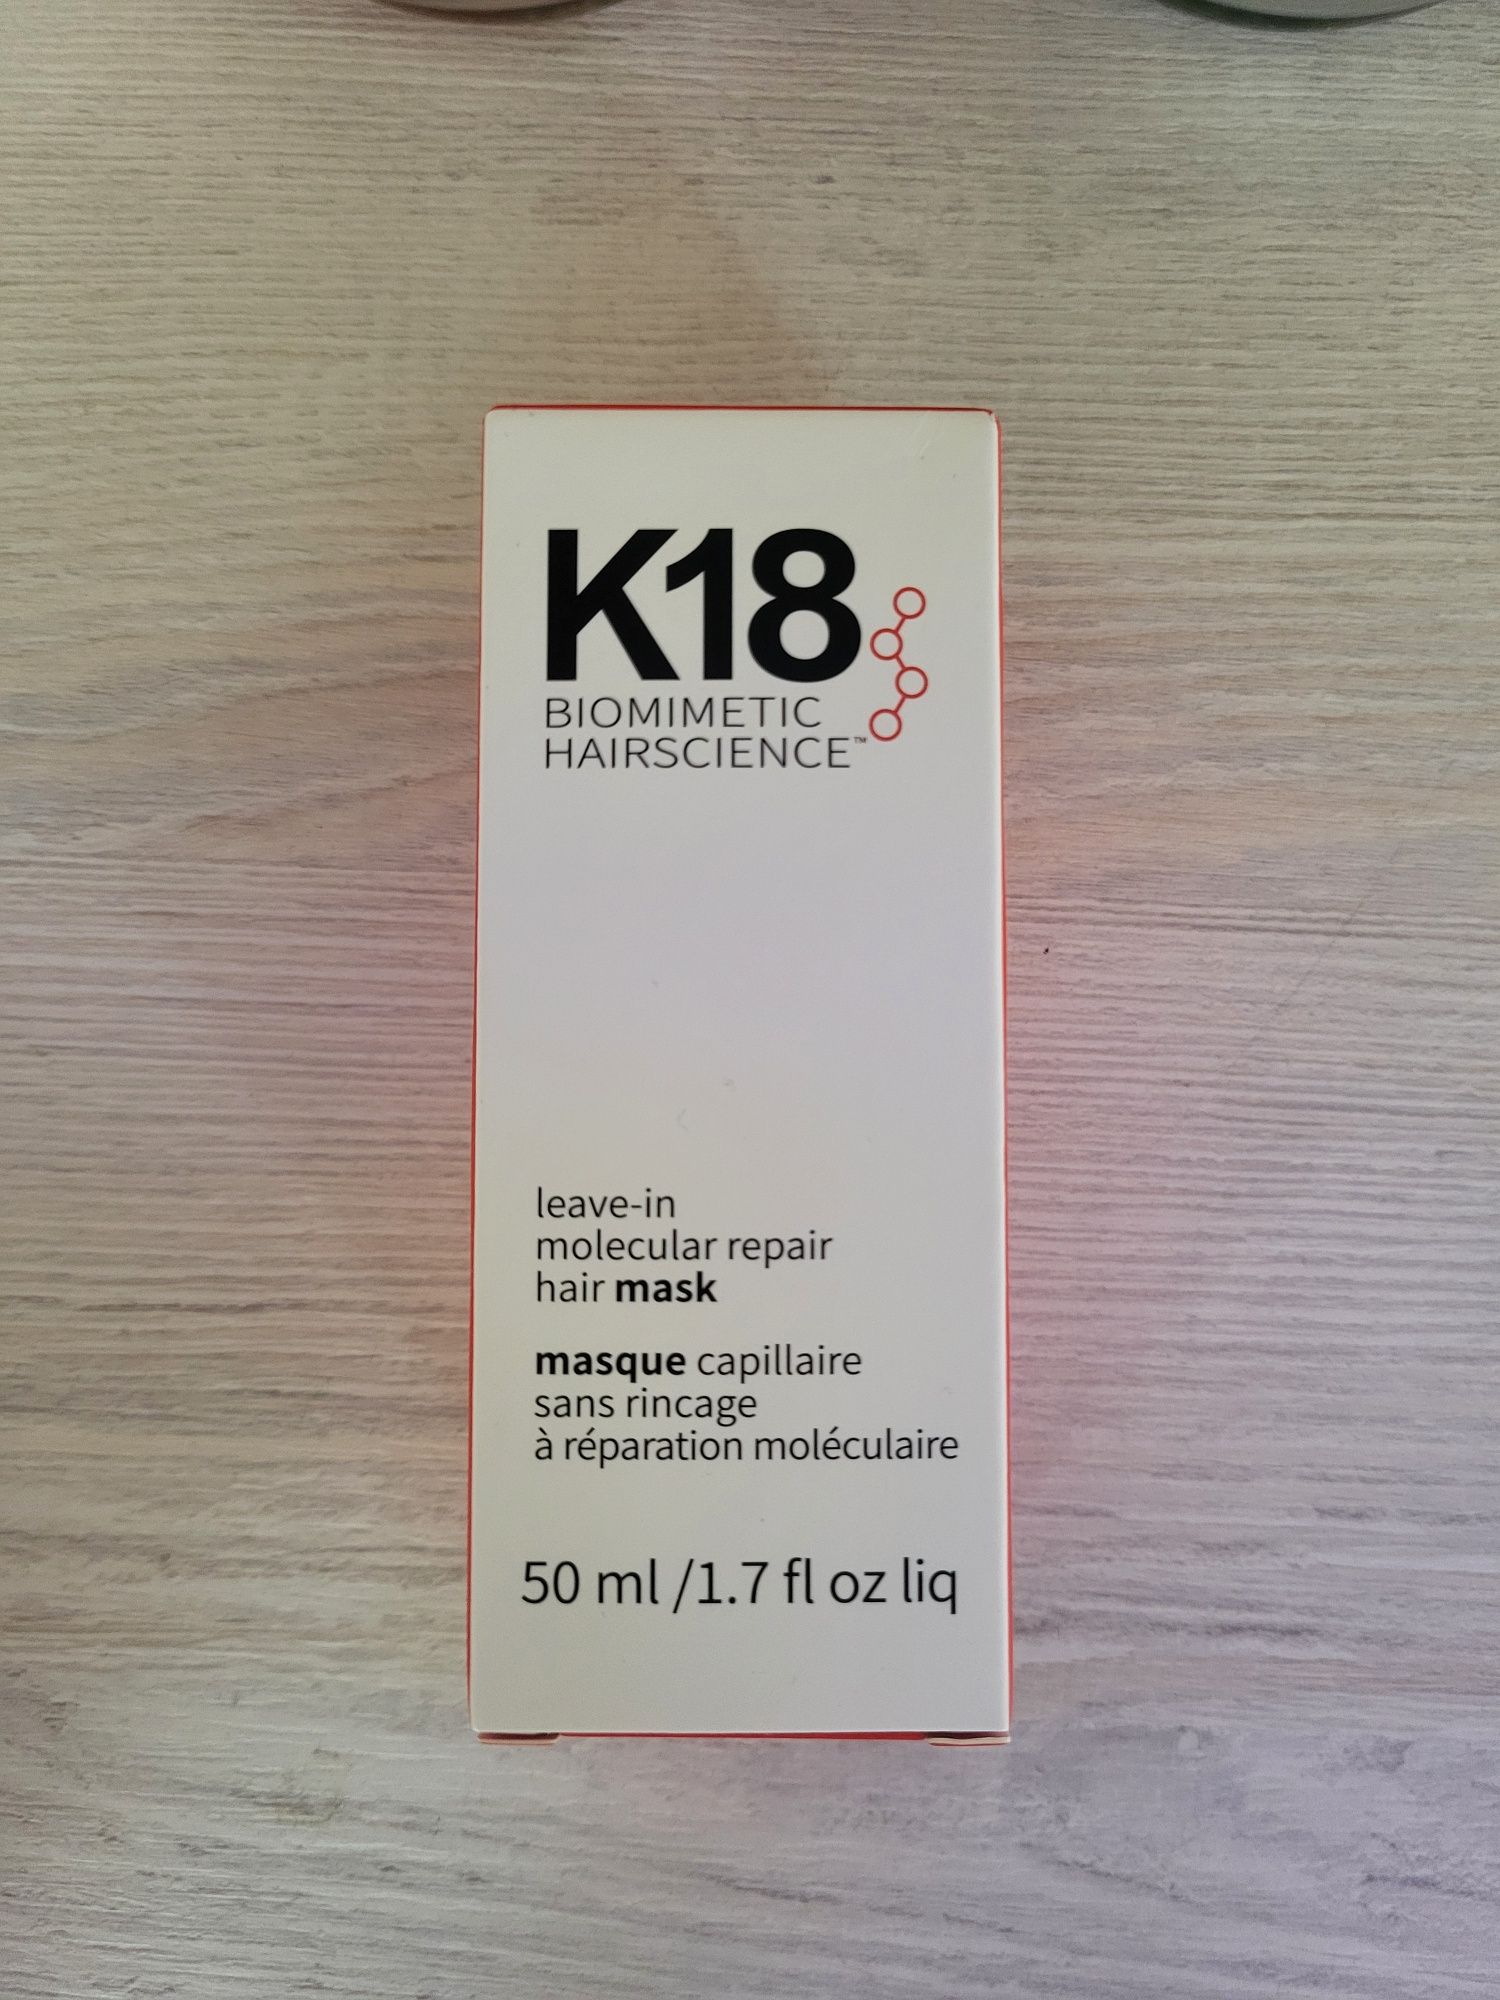 K18
BIOMIMETIC
HAIRSCIENCE™
leave-in
molecular repair
hair mask
masque capillaire
sans rincage
à réparation moléculaire
50 ml /1.7 fl oz liq